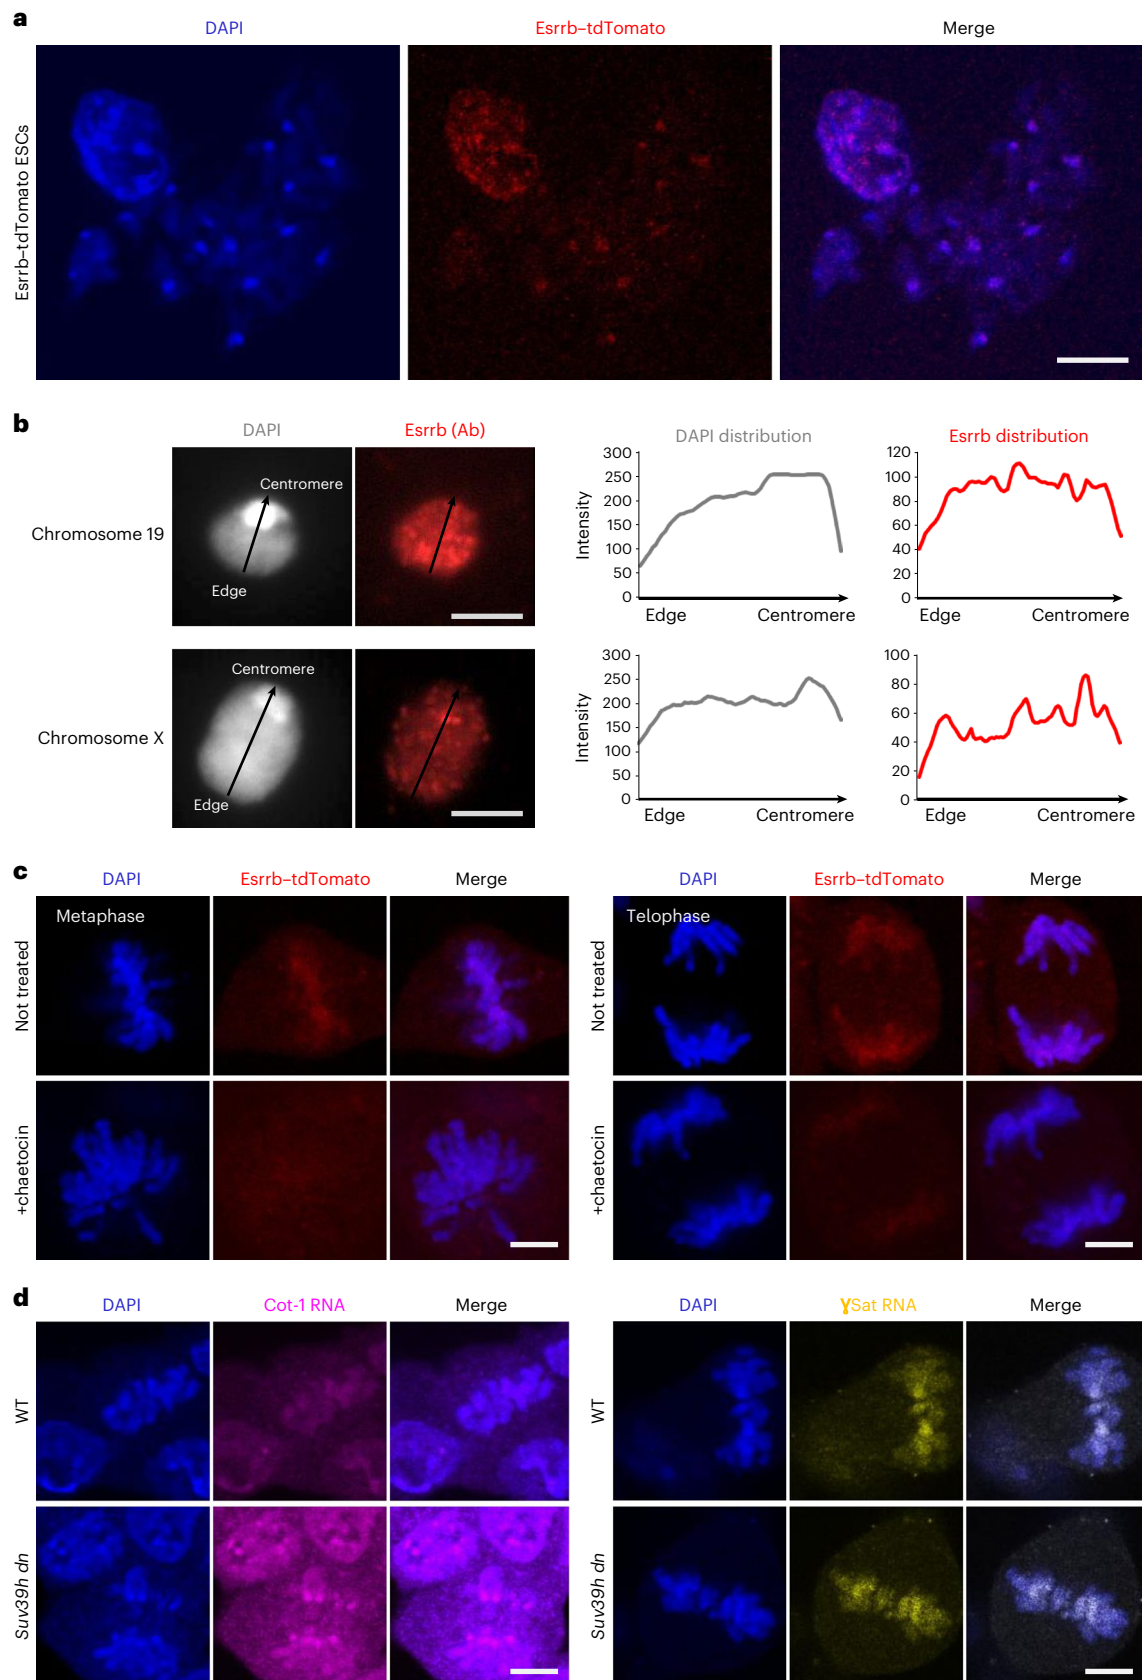 a
DAPI
Esrrb–tdTomato
Merge
Esrrb–tdTomato ESCs
b
DAPI
Esrrb (Ab)
DAPI distribution
Esrrb distribution
Chromosome 19
Centromere
Edge
Intensity
300
250
200
150
100
50
0
Edge
Centromere
120
100
80
60
40
20
0
Edge
Centromere
Chromosome X
Centromere
Edge
Intensity
300
250
200
150
100
50
0
Edge
Centromere
100
80
60
40
20
0
Edge
Centromere
c
DAPI
Esrrb–tdTomato
Merge
DAPI
Esrrb–tdTomato
Merge
Not treated
Metaphase
Not treated
Telophase
+chaetocin
+chaetocin
d
DAPI
Cot-1 RNA
Merge
DAPI
ɣSat RNA
Merge
WT
WT
Suv39h dn
Suv39h dn